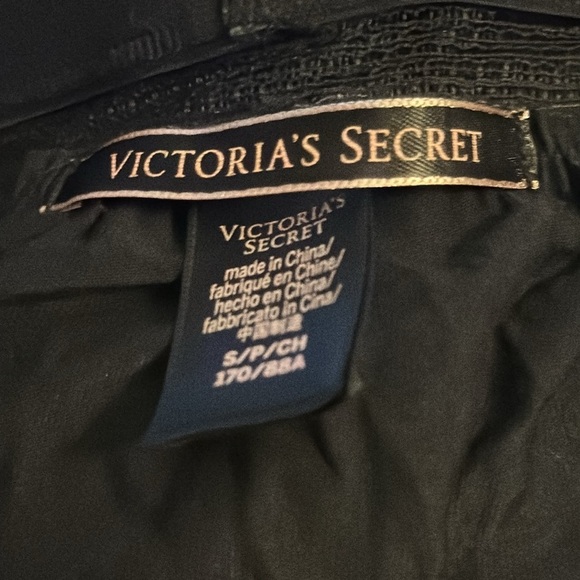 VICTORIA'S SECRET
VICTORIA'S
SECRET
made in China/
fabriqué en Chine/
hecho en China/
fabbricato in Cina/
中国制造
S/P/CH
170/88A